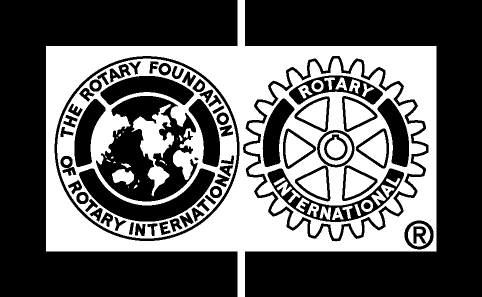 THE ROTARY FOUNDATION
OF ROTARY INTERNATIONAL
ROTARY
INTERNATIONAL
®